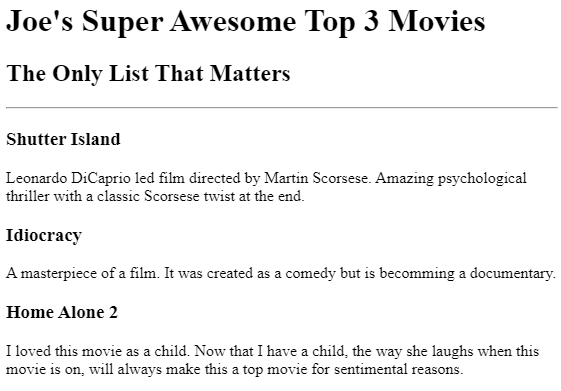 Joe's Super Awesome Top 3 Movies
The Only List That Matters
Shutter Island
Leonardo DiCaprio led film directed by Martin Scorsese. Amazing psychological
thriller with a classic Scorsese twist at the end.
Idiocracy
A masterpiece of a film. It was created as a comedy but is becomming a documentary.
Home Alone 2
I loved this movie as a child. Now that I have a child, the way she laughs when this
movie is on, will always make this a top movie for sentimental reasons.